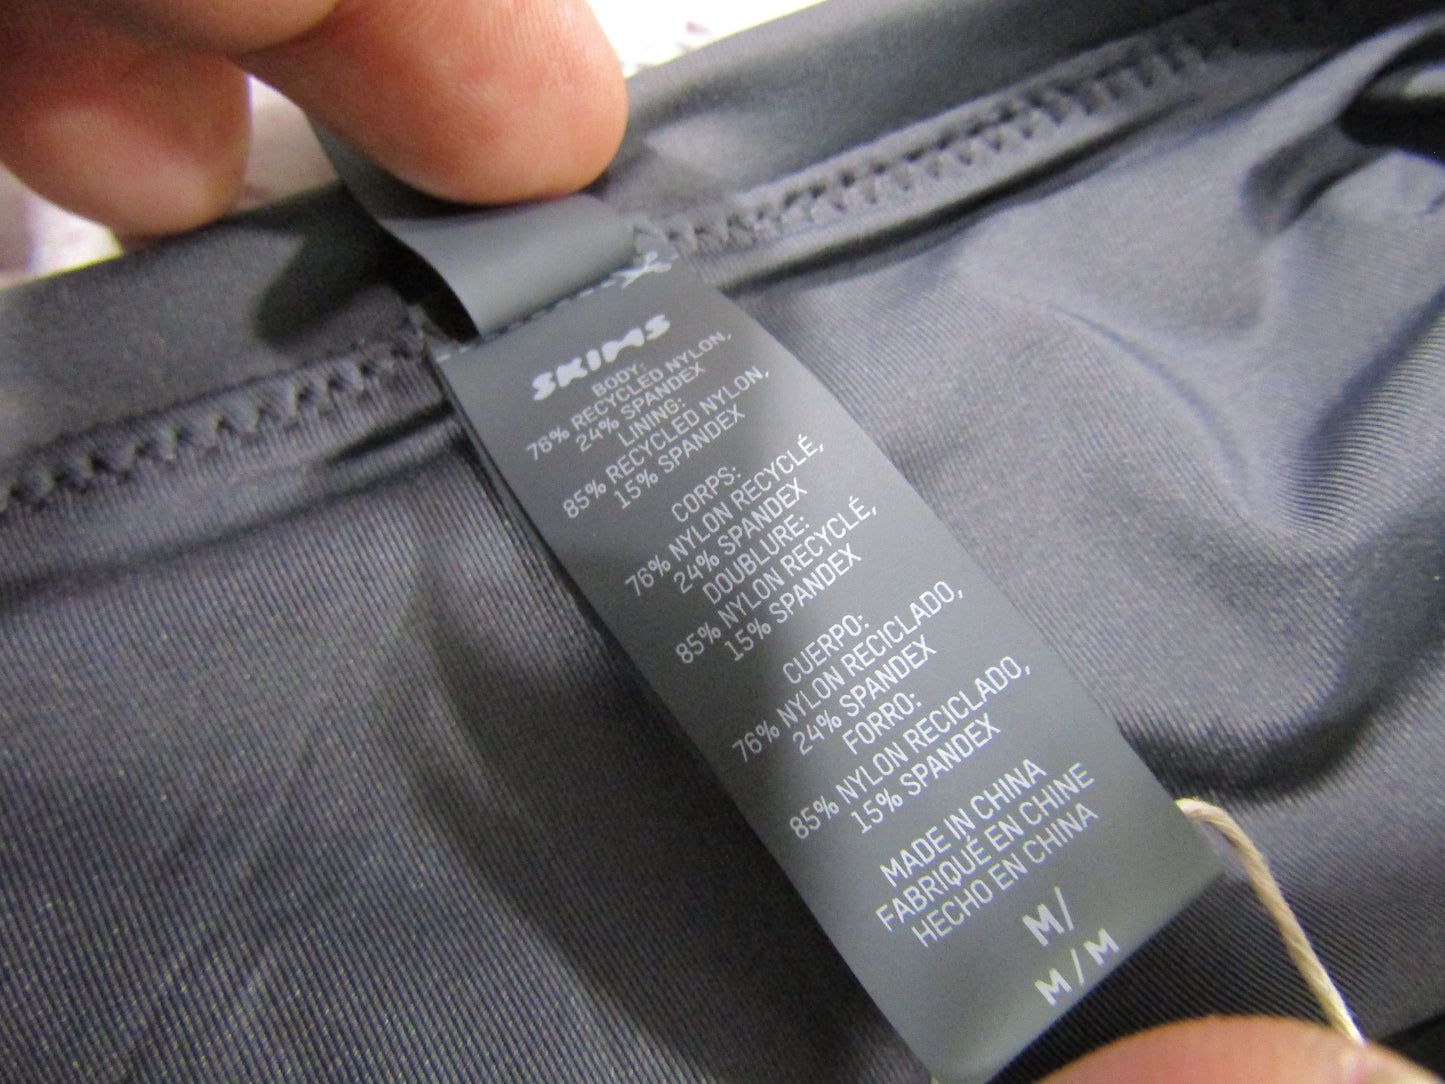 SKIMS
BODY:
76% RECYCLED NYLON,
24% SPANDEX
LINING:
85% RECYCLED NYLON,
15% SPANDEX
CORPS:
76% NYLON RECYCLÉ,
24% SPANDEX
DOUBLURE:
85% NYLON RECYCLÉ,
15% SPANDEX
CUERPO:
76% NYLON RECICLADO,
24% SPANDEX
FORRO:
85% NYLON RECICLADO,
15% SPANDEX
MADE IN CHINA
FABRIQUÉ EN CHINE
HECHO EN CHINA
M/
M/M